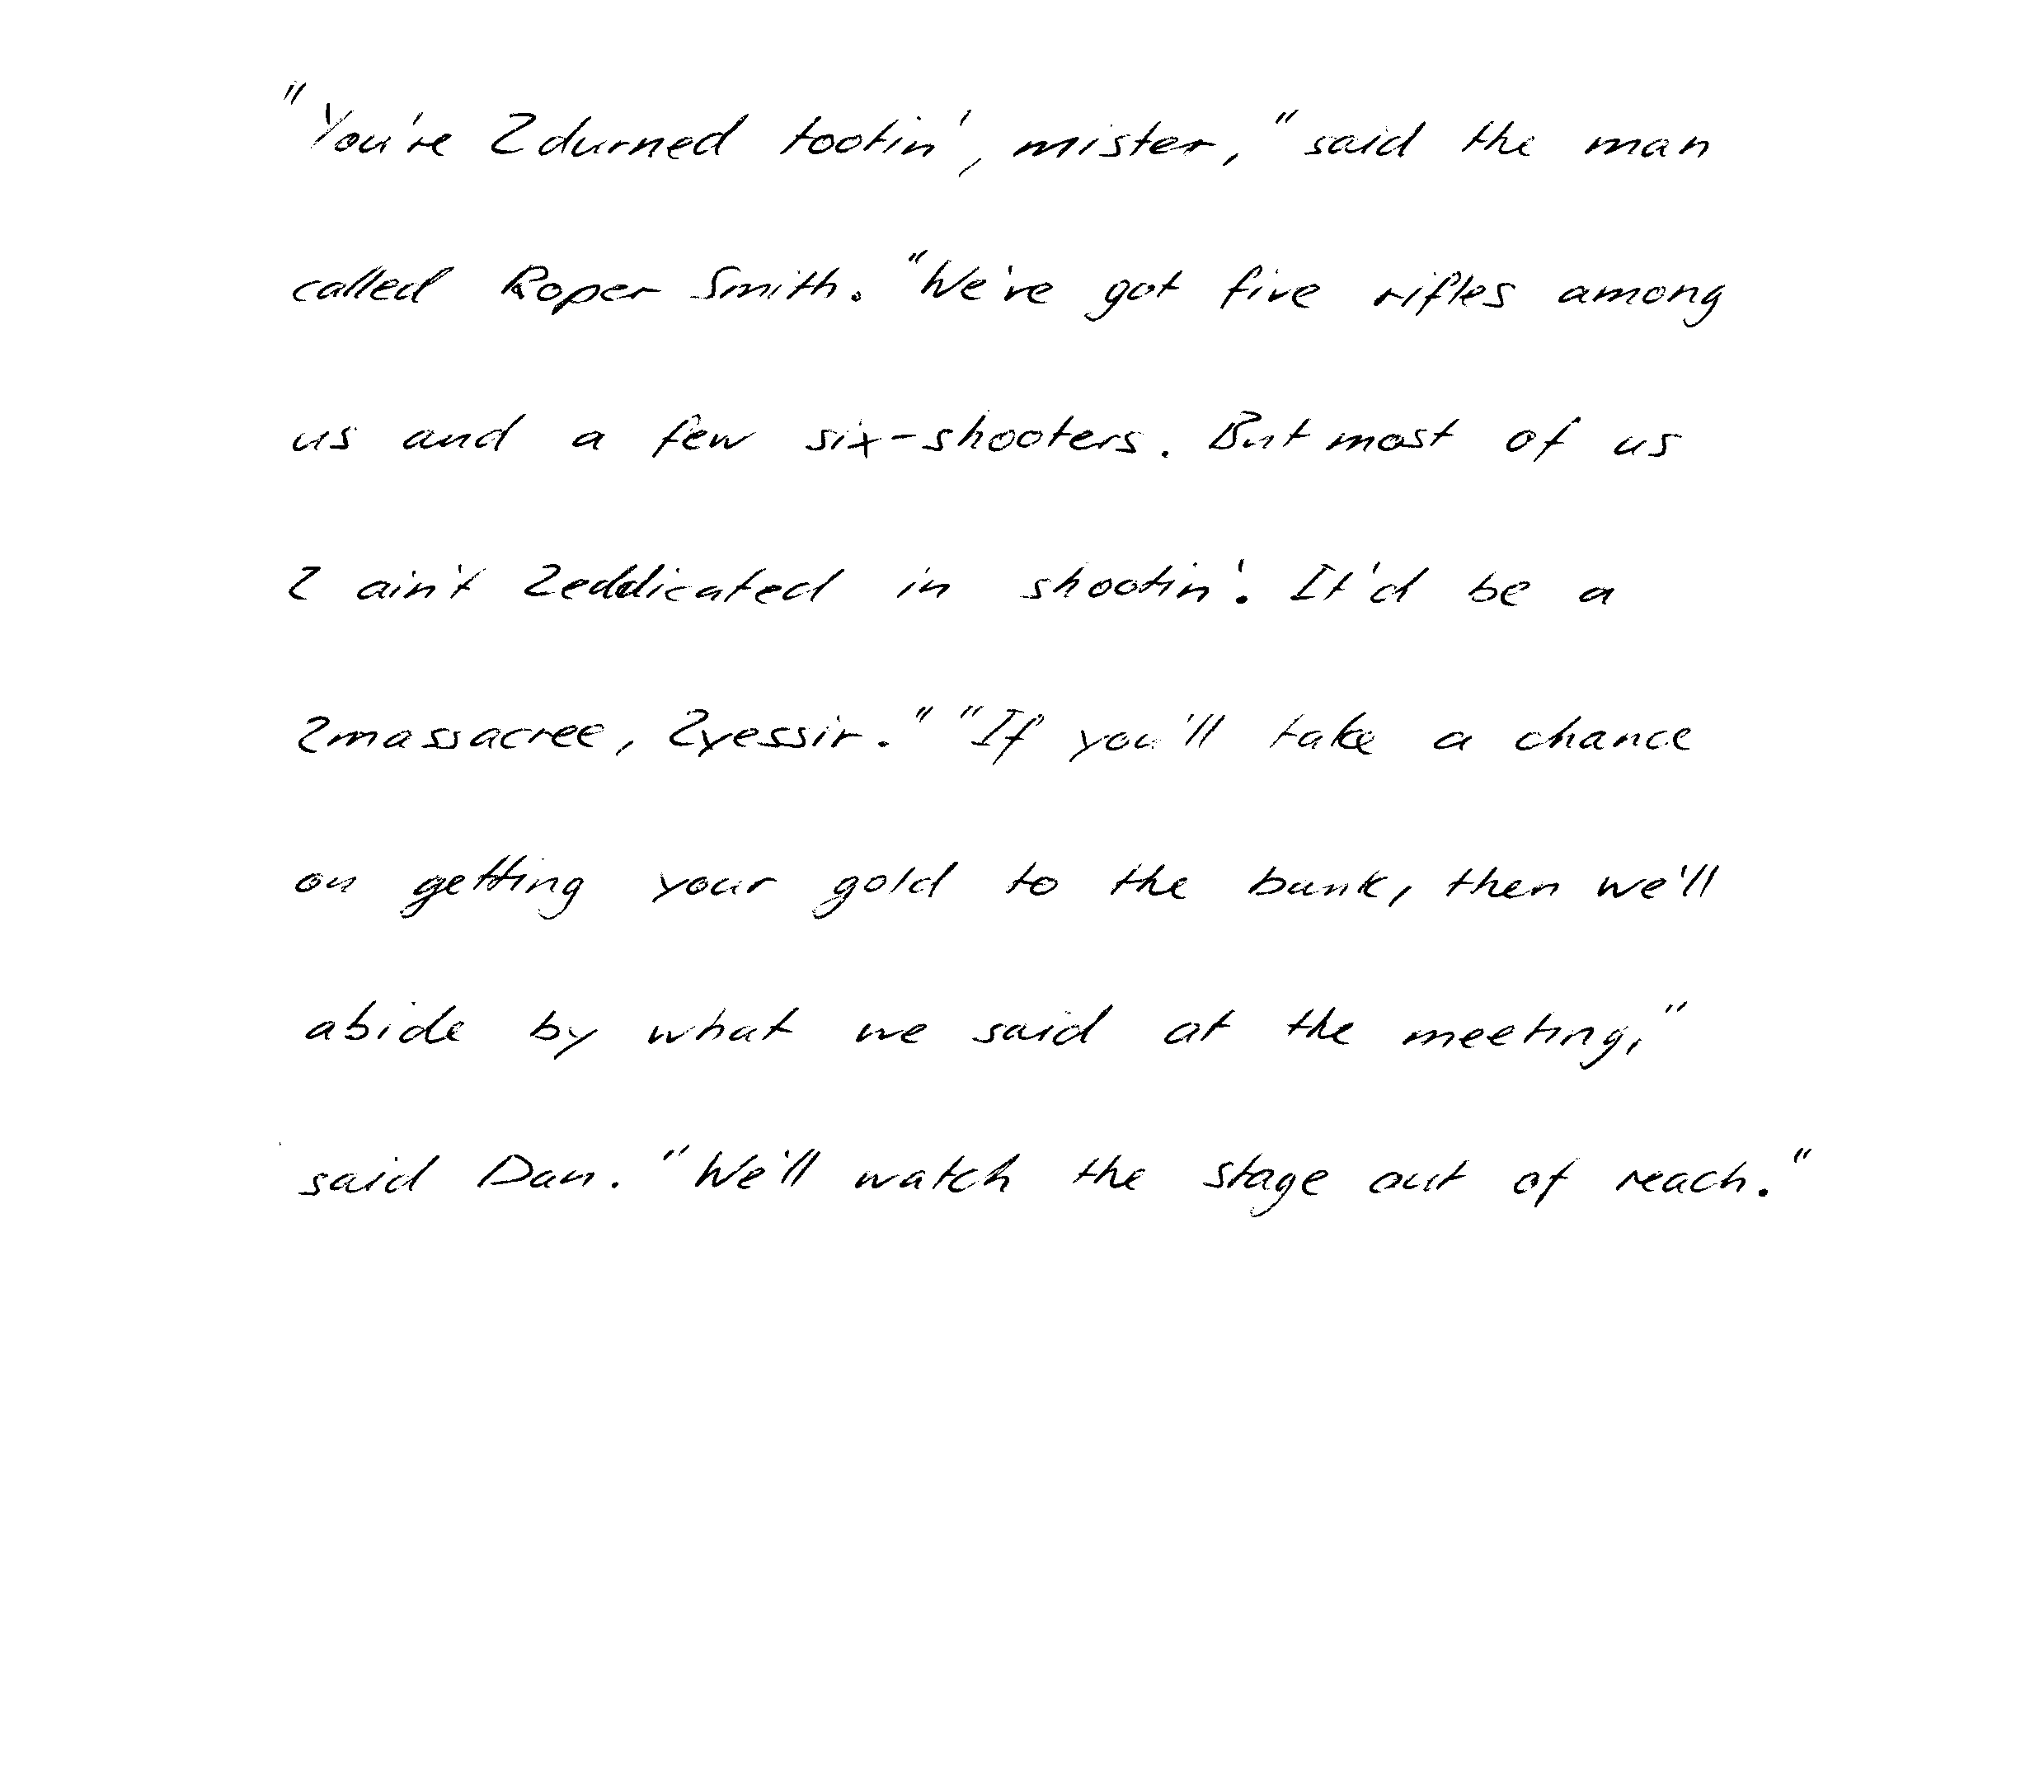 "You're 2durned tootin', mister," said the man
called Roper Smith. "We've got five rifles among
us and a few six-shooters. But most of us
2 ain't 2eddicated in shootin'. It'd be a
2massacree, 2yessir." "If you'll take a chance
on getting your gold to the bank, then we'll
abide by what we said at the meeting,"
said Dan. "We'll watch the stage out of reach."